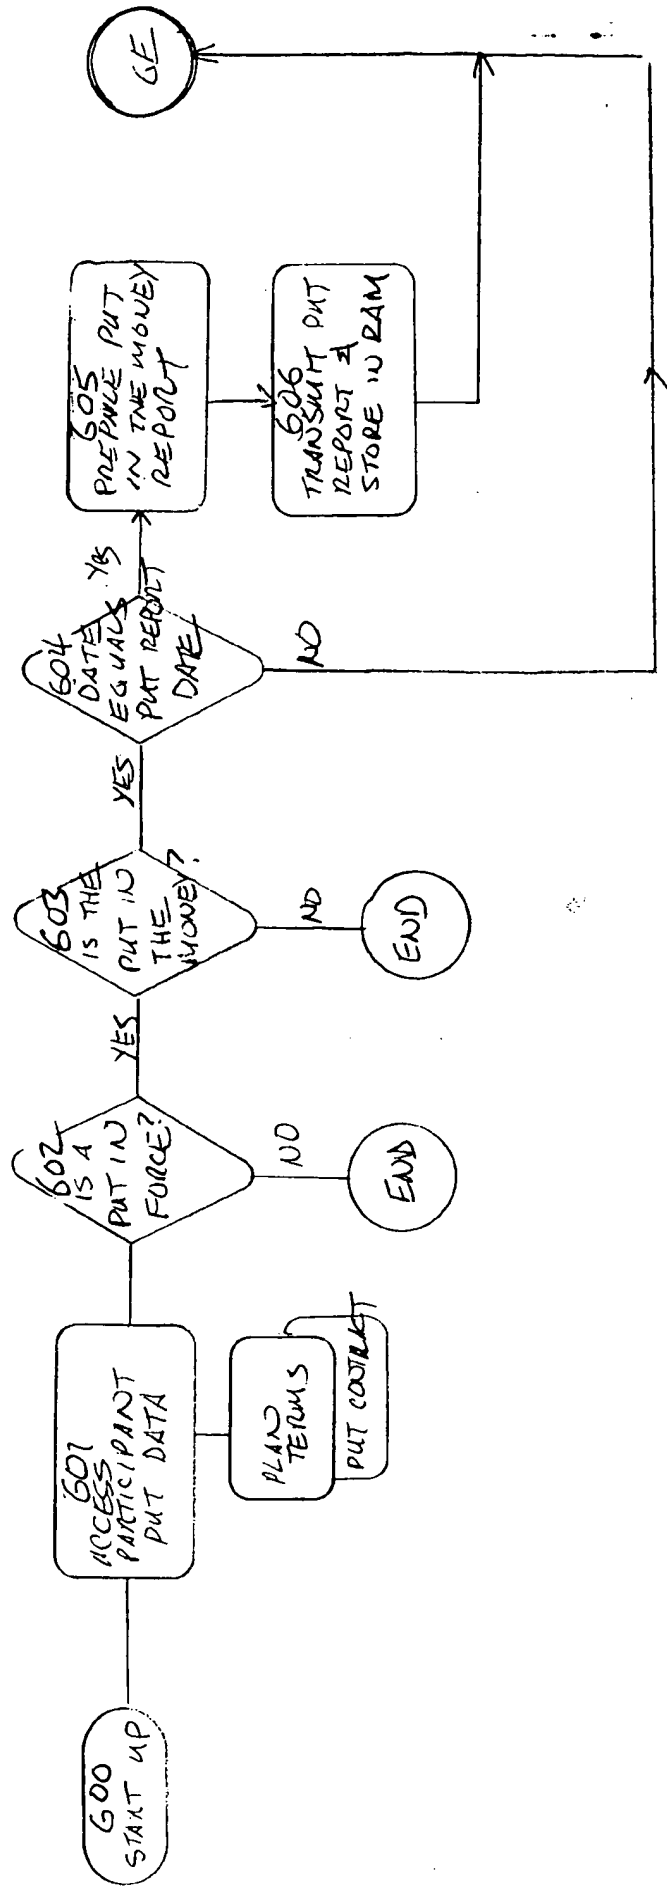 600
START UP
601
ACCESS
PARTICIPANT
PUT DATA
PLAN
TERMS
PUT CONTRACT
602
IS A
PUT IN
FORCE?
NO
END
YES
603
IS THE
PUT IN
THE
MONEY?
NO
END
YES
604
DATE
EQUALS
PUT REPORT
DATE
NO
Yes
605
PREPARE PUT
IN THE MONEY
REPORT
606
TRANSMIT PUT
REPORT &
STORE IN RAM
6E